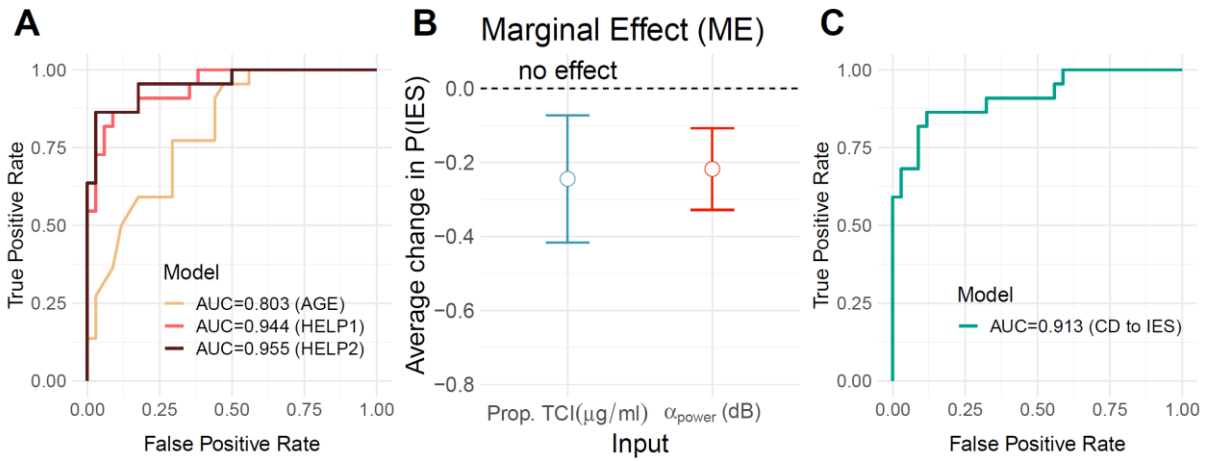 A
1.00
0.75
0.50
0.25
0.00
True Positive Rate
Model
AUC=0.803 (AGE)
AUC=0.944 (HELP1)
AUC=0.955 (HELP2)
0.00 0.25 0.50 0.75 1.00
False Positive Rate
B
Marginal Effect (ME)
no effect
0.0
−0.2
−0.4
−0.6
−0.8
Average change in P(IES)
Prop. TCI(μg/ml) αpower (dB)
Input
C
1.00
0.75
0.50
0.25
0.00
True Positive Rate
Model
AUC=0.913 (CD to IES)
0.00 0.25 0.50 0.75 1.00
False Positive Rate